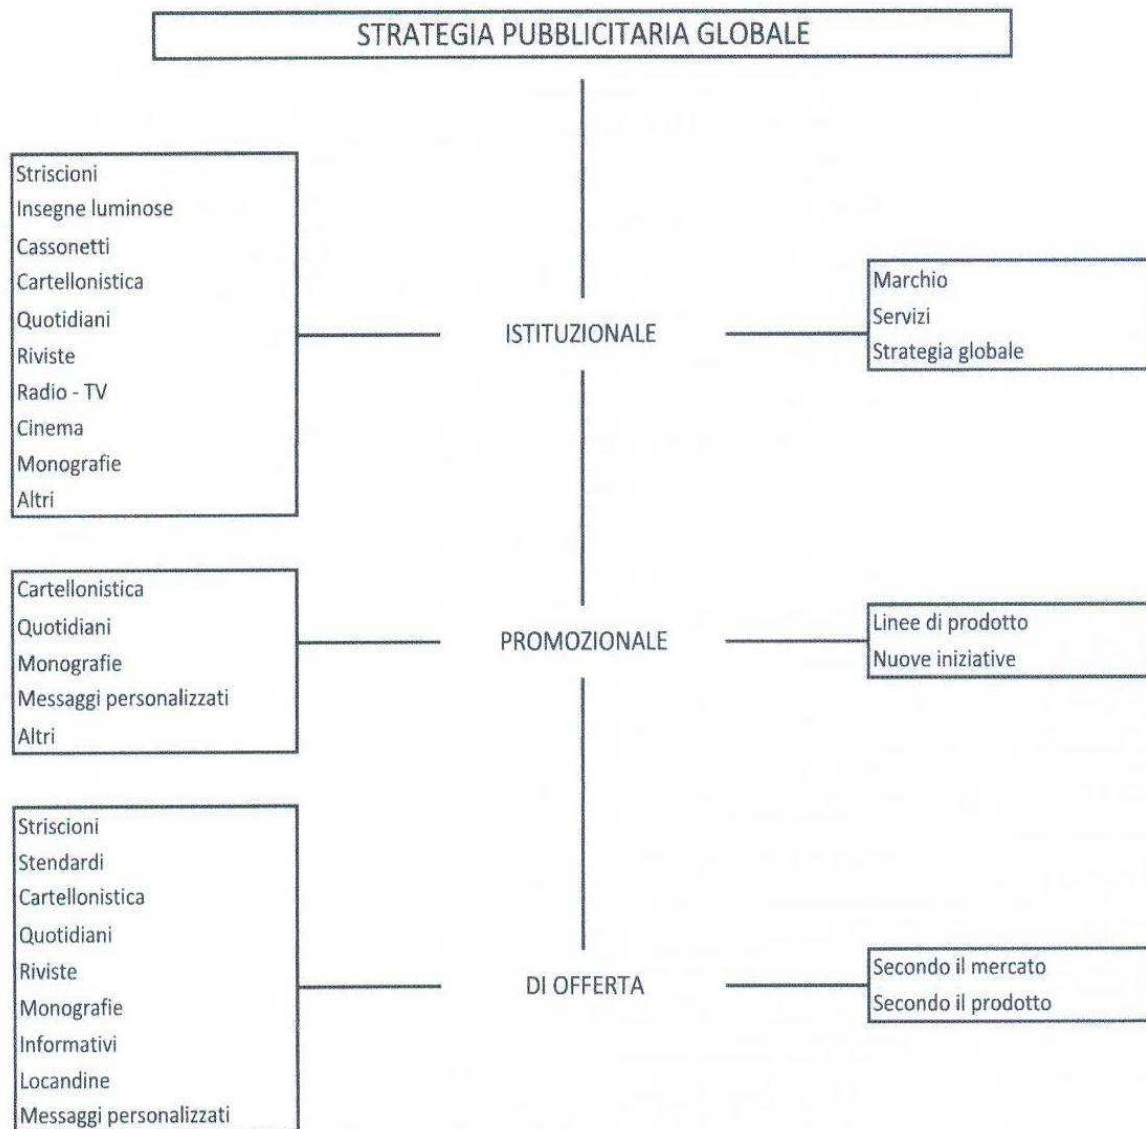 STRATEGIA PUBBLICITARIA GLOBALE
Striscioni
Insegne luminose
Cassonetti
Cartellonistica
Quotidiani
Riviste
Radio - TV
Cinema
Monografie
Altri
ISTITUZIONALE
Marchio
Servizi
Strategia globale
Cartellonistica
Quotidiani
Monografie
Messaggi personalizzati
Altri
PROMOZIONALE
Linee di prodotto
Nuove iniziative
Striscioni
Stendardi
Cartellonistica
Quotidiani
Riviste
Monografie
Informativi
Locandine
Messaggi personalizzati
DI OFFERTA
Secondo il mercato
Secondo il prodotto